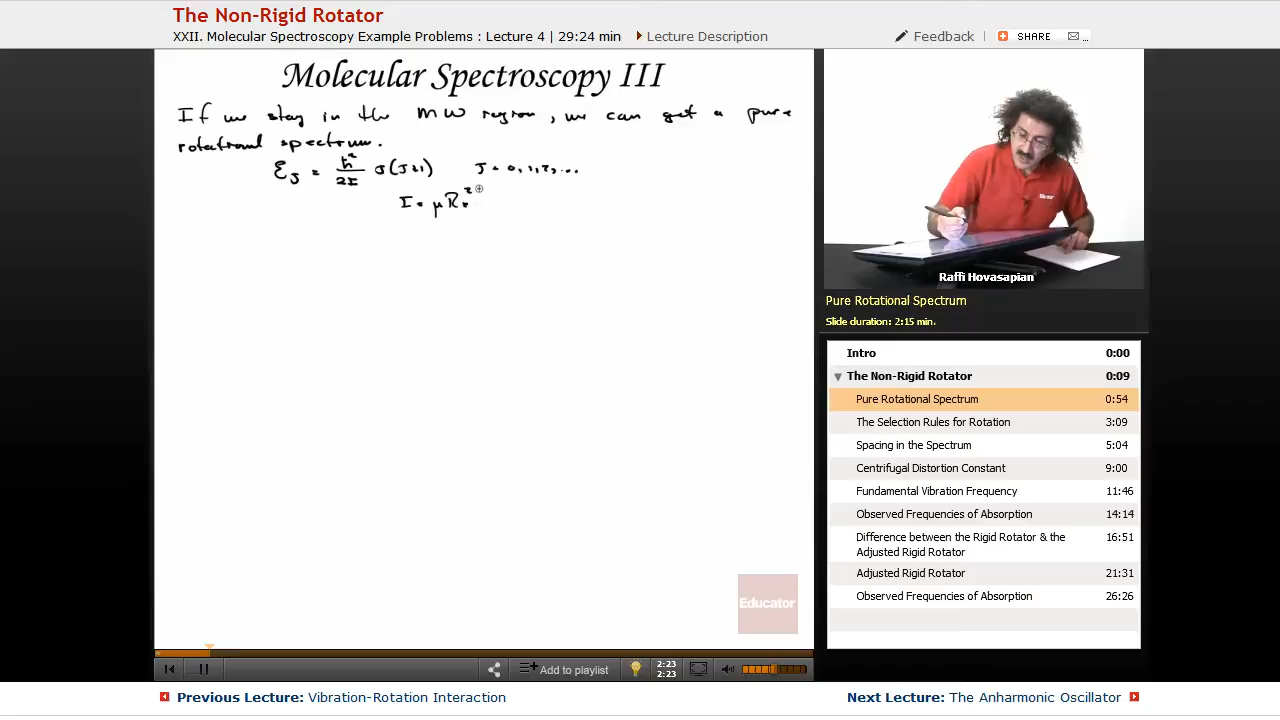 The Non-Rigid Rotator
XXII. Molecular Spectroscopy Example Problems : Lecture 4 | 29:24 min
Lecture Description
Feedback
SHARE
Molecular Spectroscopy III
If we stay in the MW region, we can get a pure
rotational spectrum.
ε_J = ħ²/2I J(J+1) J = 0, 1, 2, ...
I = μRₑ²
Educator
Raffi Hovasapian
Pure Rotational Spectrum
Slide duration: 2:15 min.
Intro 0:00
The Non-Rigid Rotator 0:09
Pure Rotational Spectrum 0:54
The Selection Rules for Rotation 3:09
Spacing in the Spectrum 5:04
Centrifugal Distortion Constant 9:00
Fundamental Vibration Frequency 11:46
Observed Frequencies of Absorption 14:14
Difference between the Rigid Rotator & the
Adjusted Rigid Rotator 16:51
Adjusted Rigid Rotator 21:31
Observed Frequencies of Absorption 26:26
Add to playlist
2:23
2:23
Previous Lecture: Vibration-Rotation Interaction
Next Lecture: The Anharmonic Oscillator